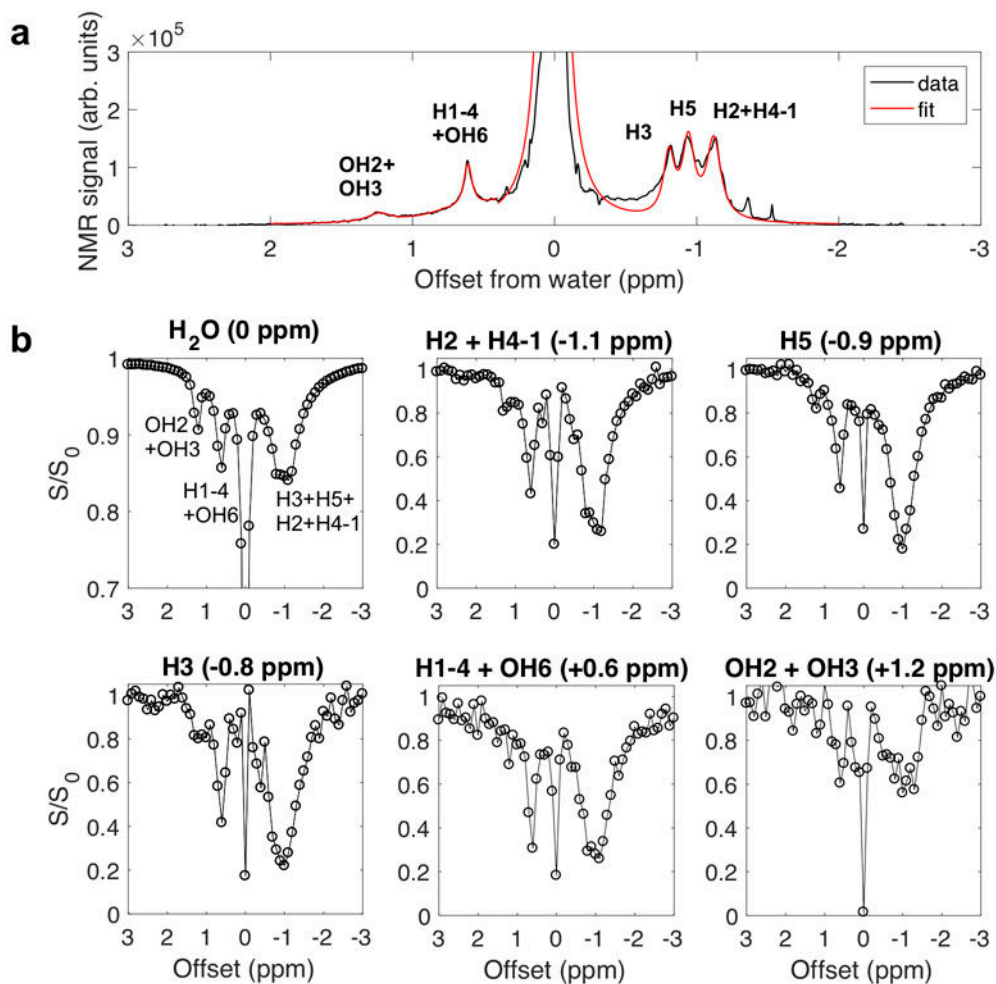 a
×10⁵
NMR signal (arb. units)
3
2
1
0
OH2+
OH3
H1-4
+OH6
H3
H5
H2+H4-1
data
fit
3 2 1 0 -1 -2 -3
Offset from water (ppm)
b
H₂O (0 ppm)
S/S₀
1
0.9
0.8
0.7
OH2
+OH3
H1-4
+OH6
H3+H5+
H2+H4-1
3 2 1 0 -1 -2 -3
H2 + H4-1 (-1.1 ppm)
1
0.8
0.6
0.4
0.2
0
3 2 1 0 -1 -2 -3
H5 (-0.9 ppm)
1
0.8
0.6
0.4
0.2
0
3 2 1 0 -1 -2 -3
H3 (-0.8 ppm)
S/S₀
1
0.8
0.6
0.4
0.2
0
3 2 1 0 -1 -2 -3
Offset (ppm)
H1-4 + OH6 (+0.6 ppm)
1
0.8
0.6
0.4
0.2
0
3 2 1 0 -1 -2 -3
Offset (ppm)
OH2 + OH3 (+1.2 ppm)
1
0.8
0.6
0.4
0.2
0
3 2 1 0 -1 -2 -3
Offset (ppm)